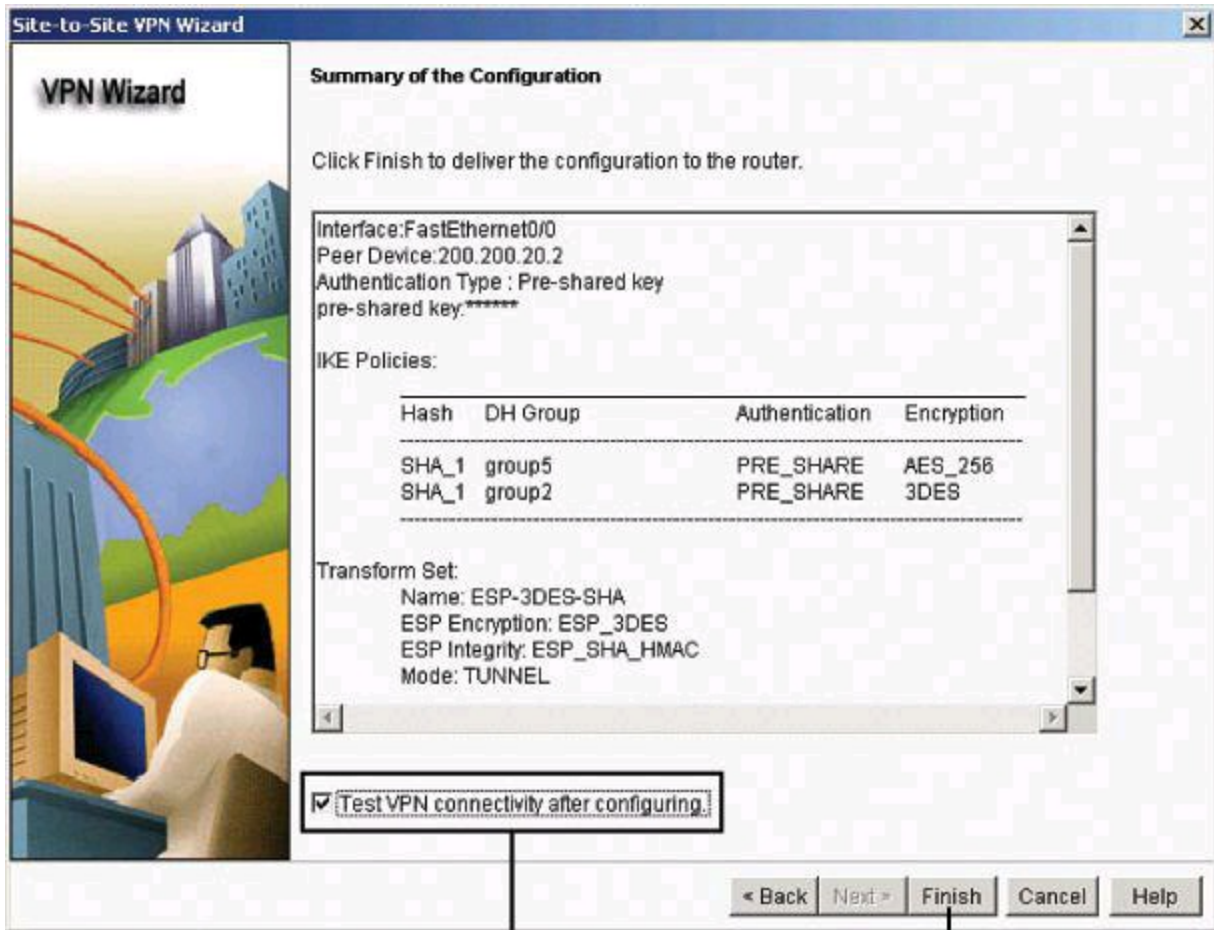 Site-to-Site VPN Wizard
VPN Wizard
Summary of the Configuration
Click Finish to deliver the configuration to the router.
Interface:FastEthernet0/0
Peer Device:200.200.20.2
Authentication Type : Pre-shared key
pre-shared key:******
IKE Policies:
Hash DH Group Authentication Encryption
SHA_1 group5 PRE_SHARE AES_256
SHA_1 group2 PRE_SHARE 3DES
Transform Set:
Name: ESP-3DES-SHA
ESP Encryption: ESP_3DES
ESP Integrity: ESP_SHA_HMAC
Mode: TUNNEL
Test VPN connectivity after configuring.
< Back Next > Finish Cancel Help